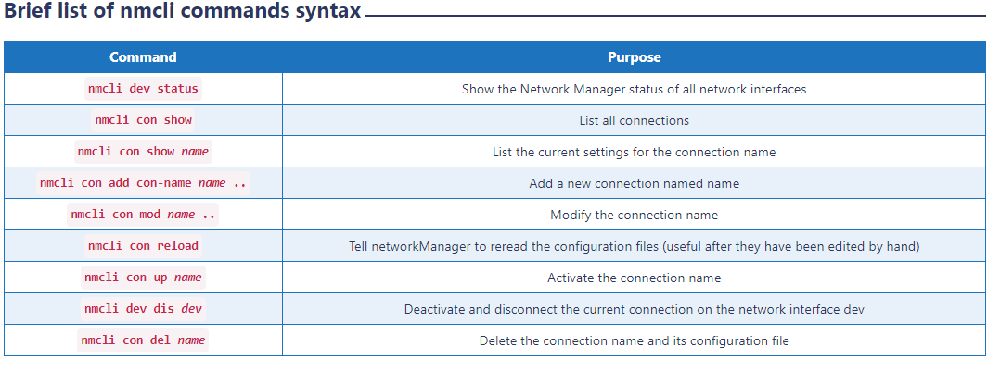 Brief list of nmcli commands syntax
Command Purpose
nmcli dev status Show the Network Manager status of all network interfaces
nmcli con show List all connections
nmcli con show name List the current settings for the connection name
nmcli con add con-name name .. Add a new connection named name
nmcli con mod name .. Modify the connection name
nmcli con reload Tell networkManager to reread the configuration files (useful after they have been edited by hand)
nmcli con up name Activate the connection name
nmcli dev dis dev Deactivate and disconnect the current connection on the network interface dev
nmcli con del name Delete the connection name and its configuration file